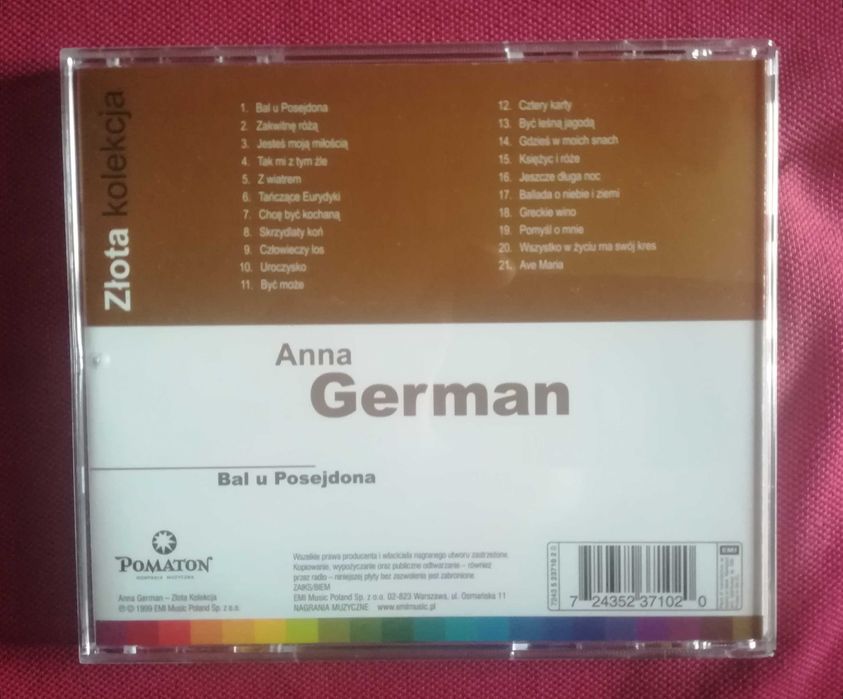 Złota kolekcja
1. Bal u Posejdona
2. Zakwitnę różą
3. Jesteś moją miłością
4. Tak mi z tym źle
5. Z wiatrem
6. Tańczące Eurydyki
7. Chcę być kochaną
8. Skrzydlaty koń
9. Człowieczy los
10. Uroczysko
11. Być może
12. Cztery karty
13. Być leśną jagodą
14. Gdzieś w moich snach
15. Księżyc i róże
16. Jeszcze długa noc
17. Ballada o niebie i ziemi
18. Greckie wino
19. Pomyśl o mnie
20. Wszystko w życiu ma swój kres
21. Ave Maria
Anna
German
Bal u Posejdona
POMATON
Anna German – Złota Kolekcja
℗ © 1999 EMI Music Poland Sp. z o.o.
Wszelkie prawa producenta i właściciela nagranego utworu zastrzeżone.
Kopiowanie, wypożyczanie oraz publiczne odtwarzanie – również
przez radio – niniejszej płyty bez zezwolenia jest zabronione.
ZAIKS/BIEM
EMI Music Poland Sp. z o.o. 02-823 Warszawa, ul. Osmańska 11
NAGRANIA MUZYCZNE www.emimusic.pl
7243 5 23710 2 0
7 24352 37102 0
EMI